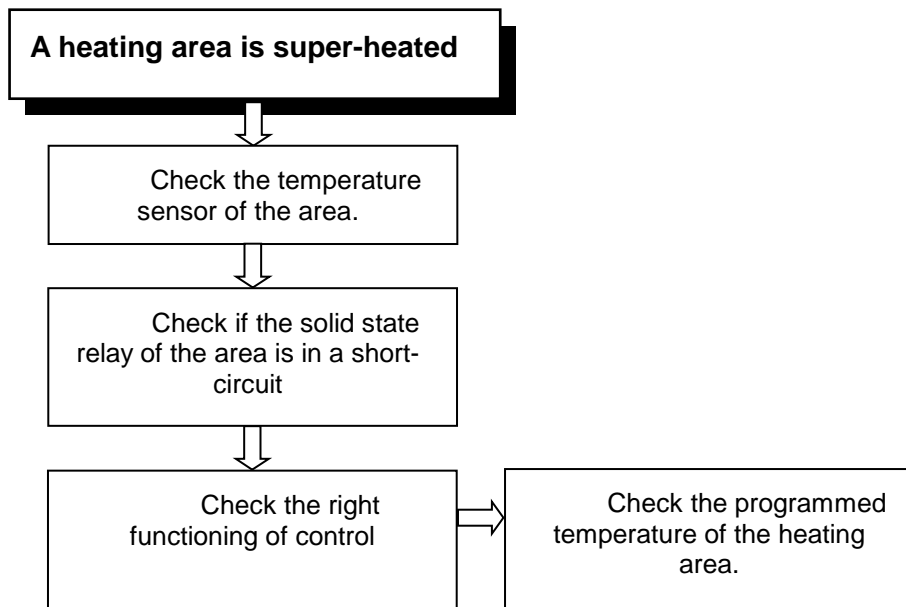 A heating area is super-heated
Check the temperature
sensor of the area.
Check if the solid state
relay of the area is in a short-
circuit
Check the right
functioning of control
Check the programmed
temperature of the heating
area.